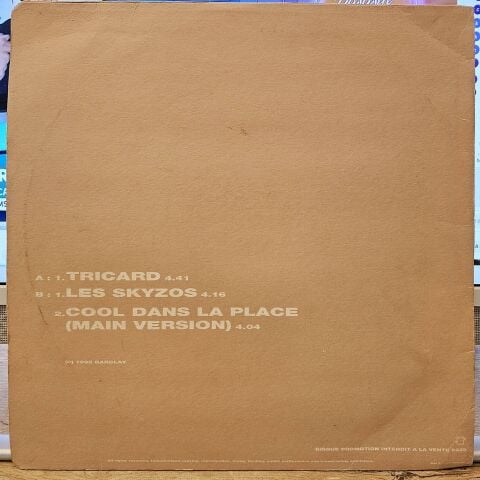 A : 1. TRICARD 4.41
B : 1. LES SKYZOS 4.16
2. COOL DANS LA PLACE
(MAIN VERSION) 4.04
BARCLAY
DISQUE PROMOTION INTERDIT A LA VENTE